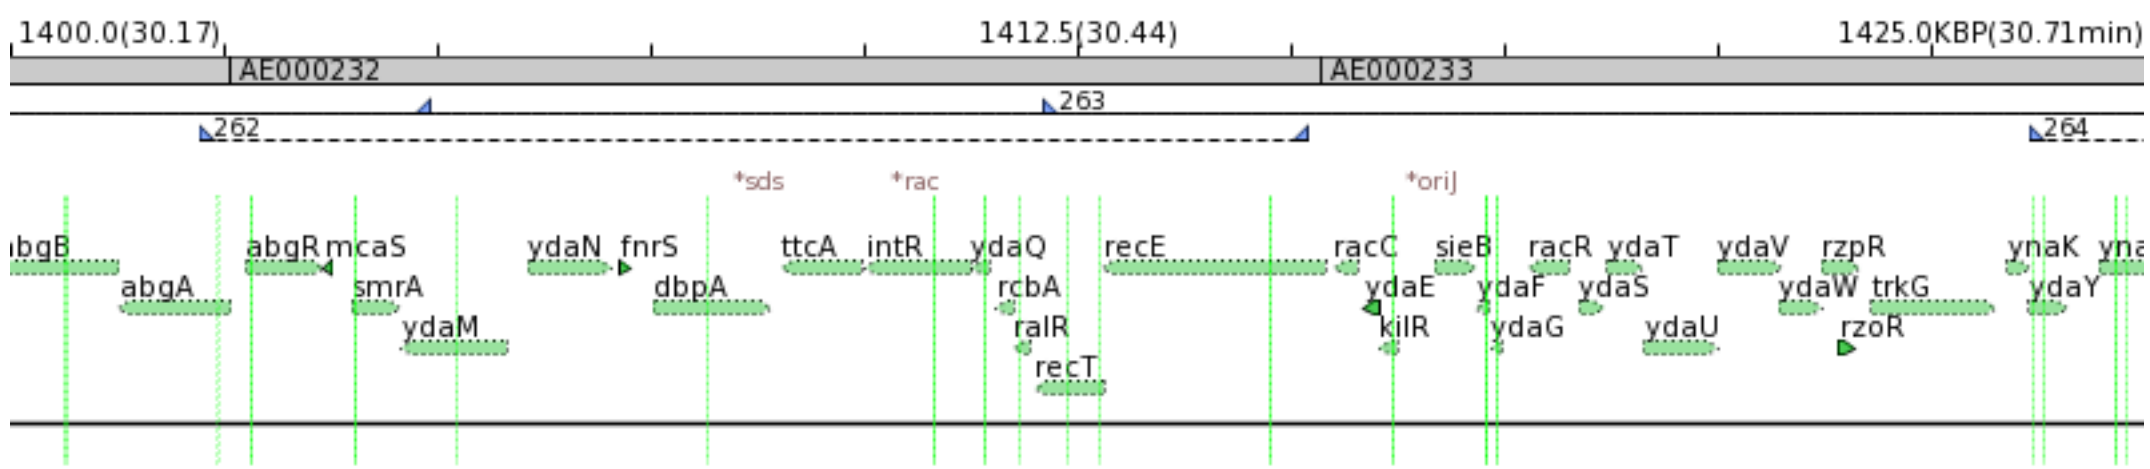 1400.0(30.17) 1412.5(30.44) 1425.0KBP(30.71min)
AE000232 AE000233
263
262 264
*sds *rac *oriJ
bgB abgR mcaS ydaN fnrS ttcA intR ydaQ recE racC sieB racR ydaT ydaV rzpR ynaK yna
abgA smrA dbpA rcbA ydaE ydaF ydaS ydaW trkG ydaY
ydaM ralR kilR ydaG ydaU rzoR
recT